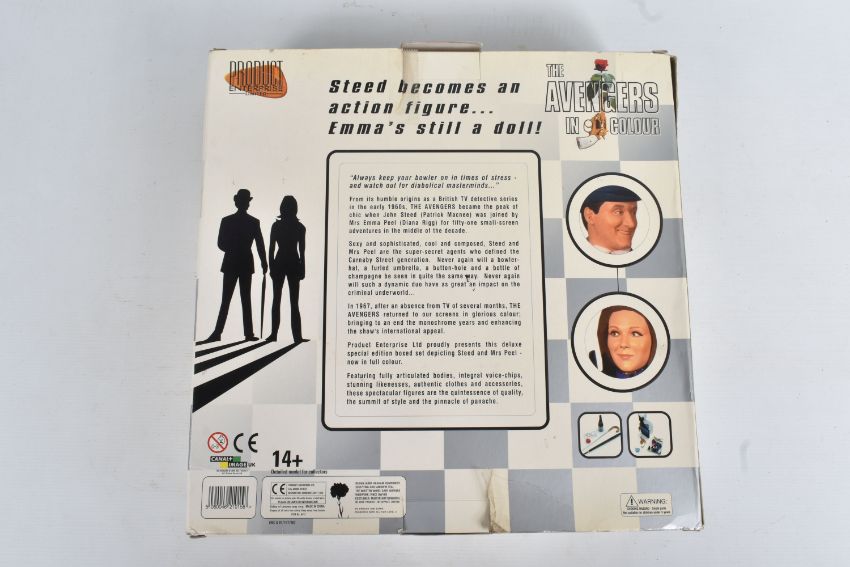 PRODUCT
ENTERPRISE
LIMITED
Steed becomes an
action figure...
Emma's still a doll!
THE
AVENGERS
IN COLOUR
"Always keep your bowler on in times of stress -
and watch out for diabolical masterminds..."
From its humble origins as a British TV detective series
in the early 1960s, THE AVENGERS became the peak of
chic when John Steed (Patrick Macnee) was joined by
Mrs Emma Peel (Diana Rigg) for fifty-one small-screen
adventures in the middle of the decade.
Sexy and sophisticated, cool and composed, Steed and
Mrs Peel are the super-secret agents who defined the
Carnaby Street generation. Never again will a bowler-
hat, a furled umbrella, a button-hole and a bottle of
champagne be seen in quite the same way. Never again
will such a dynamic duo have as great an impact on the
criminal underworld...
In 1967, after an absence from TV of several months, THE
AVENGERS returned to our screens in glorious colour;
bringing to an end the monochrome years and enhancing
the show's international appeal.
Product Enterprise Ltd proudly presents this deluxe
special edition boxed set depicting Steed and Mrs Peel -
now in full colour.
Featuring fully articulated bodies, integral voice-chips,
stunning likenesses, authentic clothes and accessories,
these spectacular figures are the quintessence of quality,
the summit of style and the pinnacle of panache.
CE
CANAL+
IMAGE UK
14+
Detailed model for collectors
CE
WARNING: